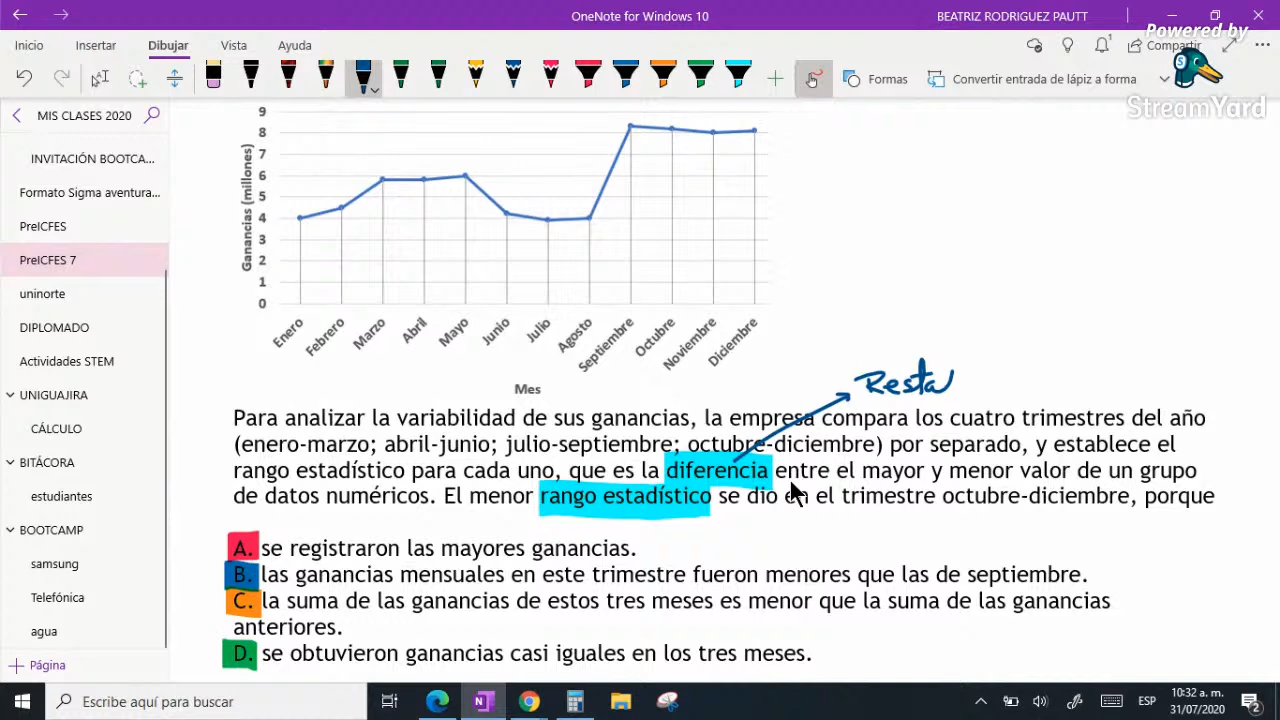 OneNote for Windows 10
BEATRIZ RODRIGUEZ PAUTT
Powered by
StreamYard
Inicio Insertar Dibujar Vista Ayuda
Compartir
Formas
Convertir entrada de lápiz a forma
MIS CLASES 2020
INVITACIÓN BOOTCA...
Formato Sigma aventura...
PreICFES
PreICFES 7
uninorte
DIPLOMADO
Actividades STEM
UNIGUAJIRA
CÁLCULO
BITÁCORA
estudiantes
BOOTCAMP
samsung
Telefónica
agua
Página
Ganancias (millones)
9
8
7
6
5
4
3
2
1
0
Enero Febrero Marzo Abril Mayo Junio Julio Agosto Septiembre Octubre Noviembre Diciembre
Mes
Resta
Para analizar la variabilidad de sus ganancias, la empresa compara los cuatro trimestres del año
(enero-marzo; abril-junio; julio-septiembre; octubre-diciembre) por separado, y establece el
rango estadístico para cada uno, que es la diferencia entre el mayor y menor valor de un grupo
de datos numéricos. El menor rango estadístico se dio en el trimestre octubre-diciembre, porque
A. se registraron las mayores ganancias.
B. las ganancias mensuales en este trimestre fueron menores que las de septiembre.
C. la suma de las ganancias de estos tres meses es menor que la suma de las ganancias
anteriores.
D. se obtuvieron ganancias casi iguales en los tres meses.
Escribe aquí para buscar
ESP
10:32 a. m.
31/07/2020
2